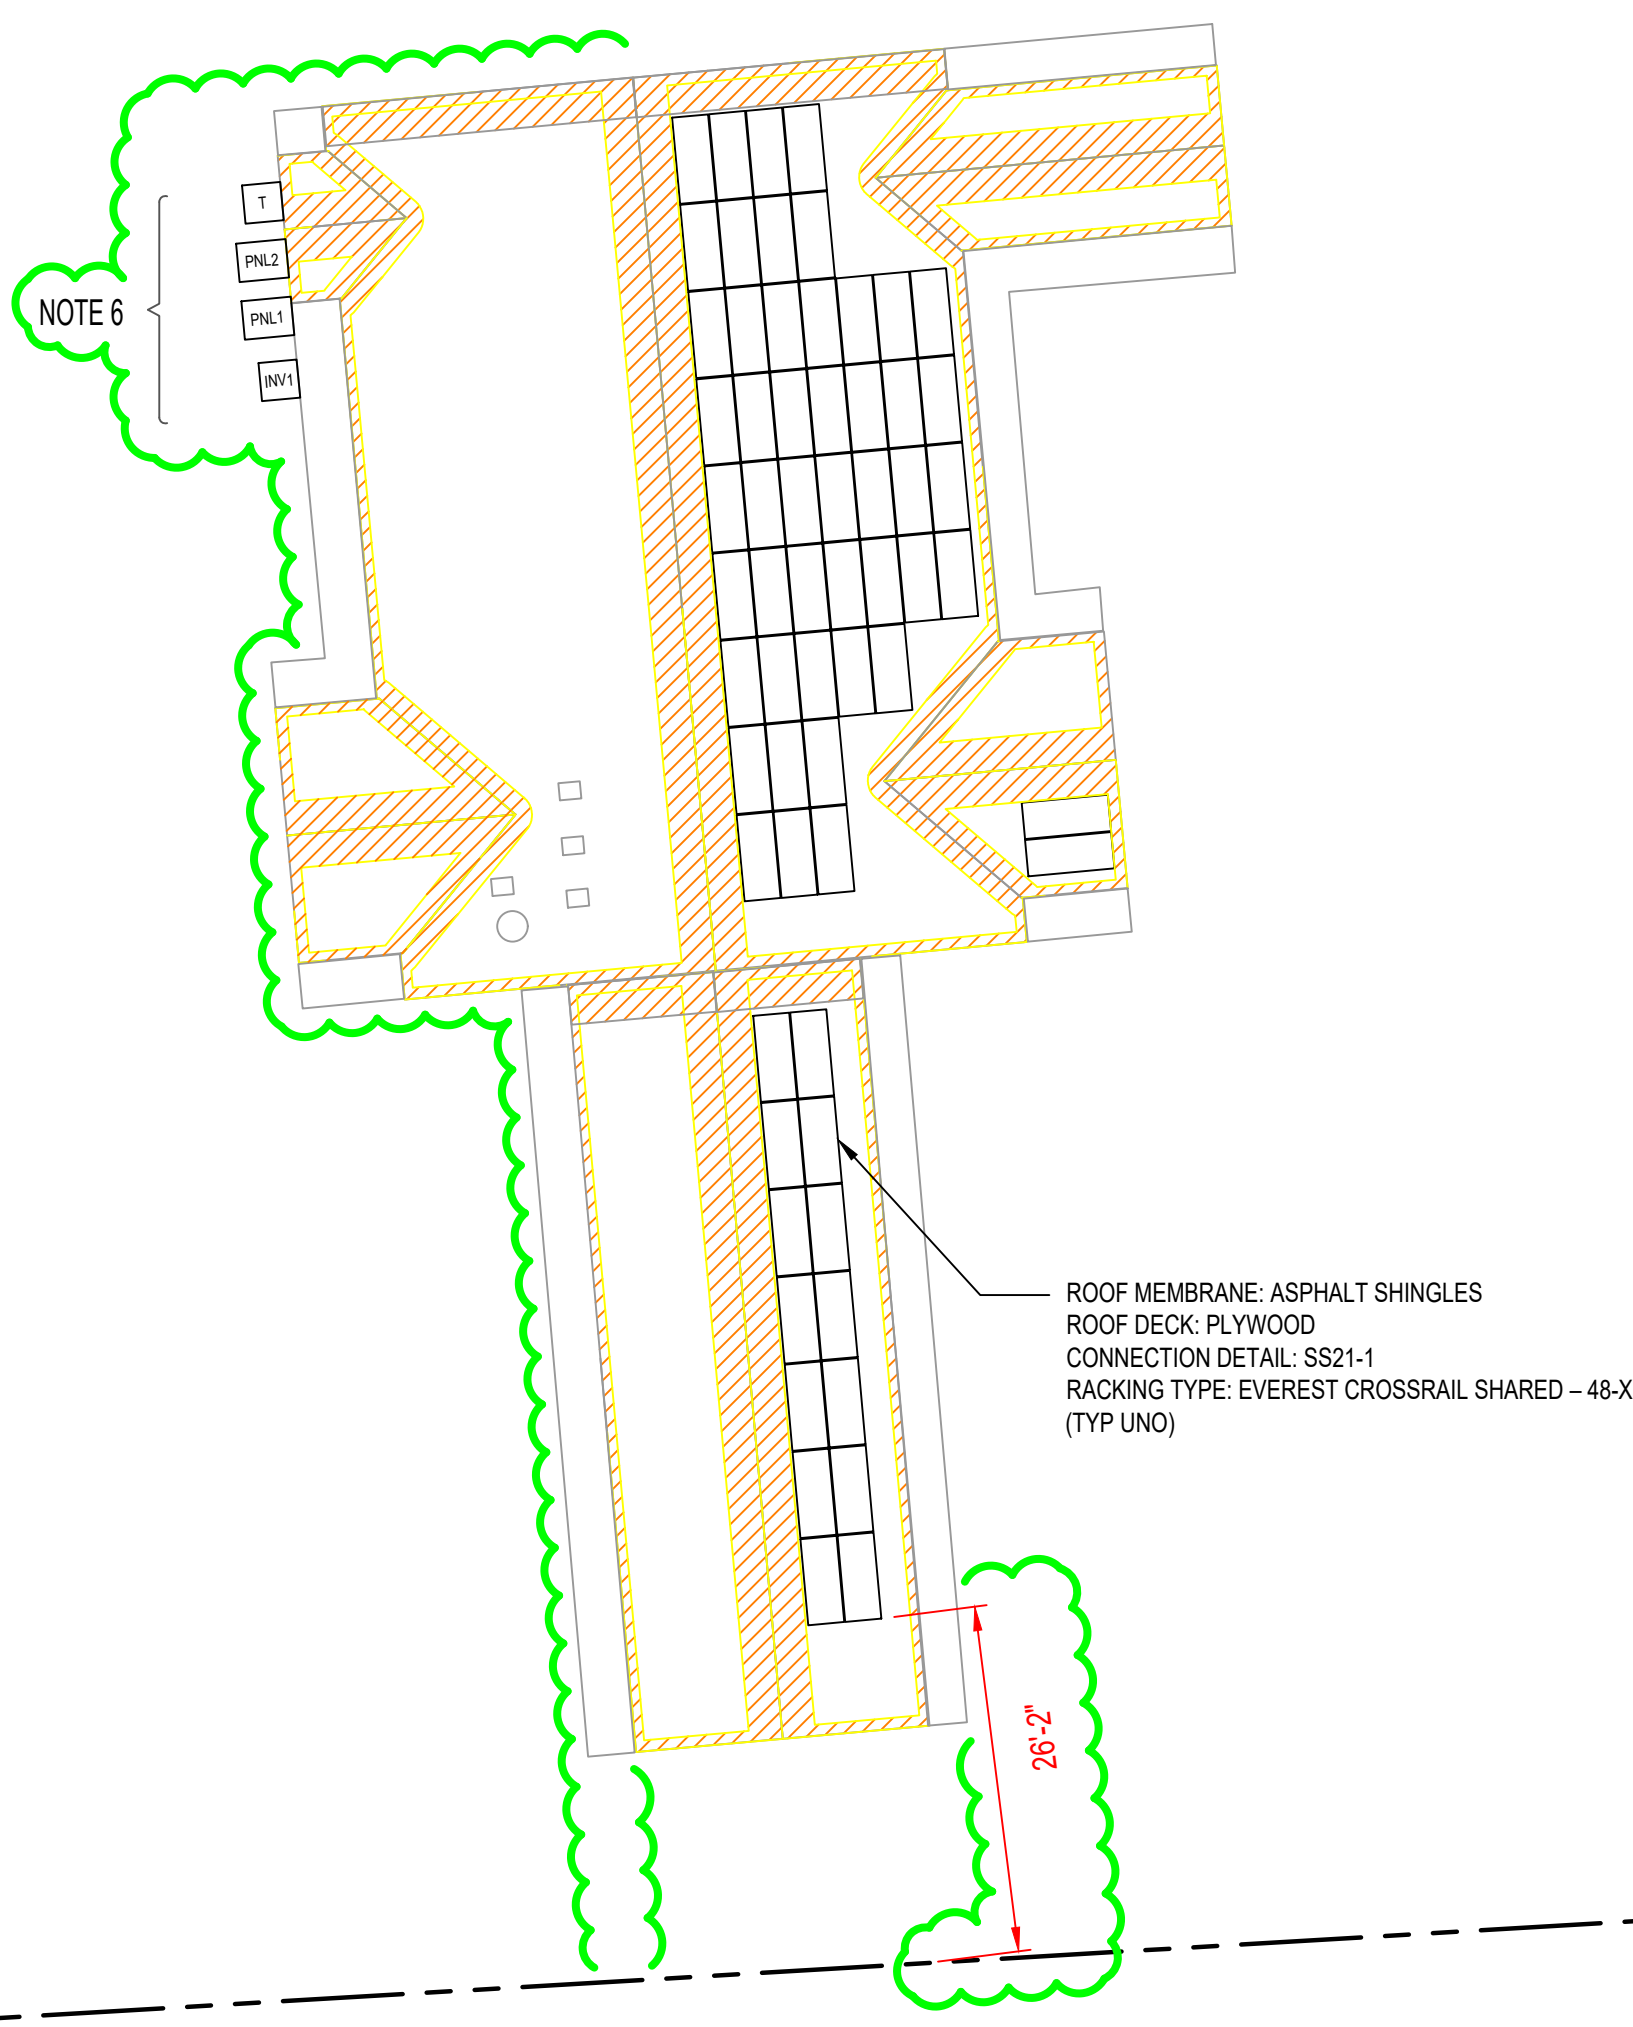 T
PNL2
NOTE 6
PNL1
INV1
ROOF MEMBRANE: ASPHALT SHINGLES
ROOF DECK: PLYWOOD
CONNECTION DETAIL: SS21-1
RACKING TYPE: EVEREST CROSSRAIL SHARED – 48-X
(TYP UNO)
26'-2"